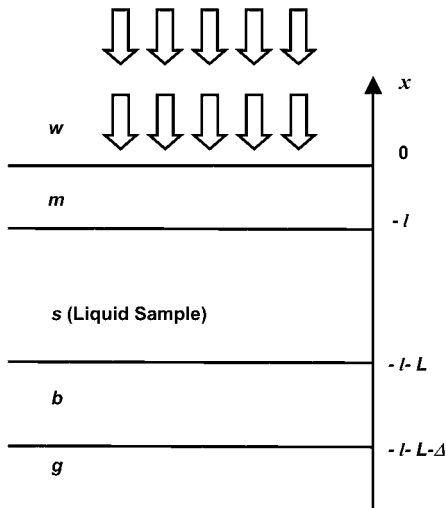 x
w
0
m
- l
s (Liquid Sample)
- l- L
b
- l- L-Δ
g